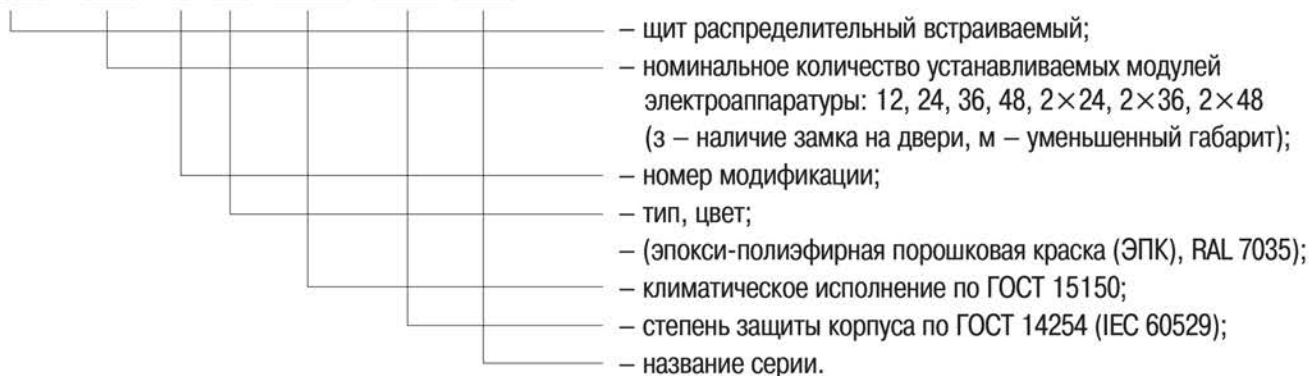 – щит распределительный встраиваемый;
– номинальное количество устанавливаемых модулей
электроаппаратуры: 12, 24, 36, 48, 2×24, 2×36, 2×48
(з – наличие замка на двери, м – уменьшенный габарит);
– номер модификации;
– тип, цвет;
– (эпокси-полиэфирная порошковая краска (ЭПК), RAL 7035);
– климатическое исполнение по ГОСТ 15150;
– степень защиты корпуса по ГОСТ 14254 (IEC 60529);
– название серии.